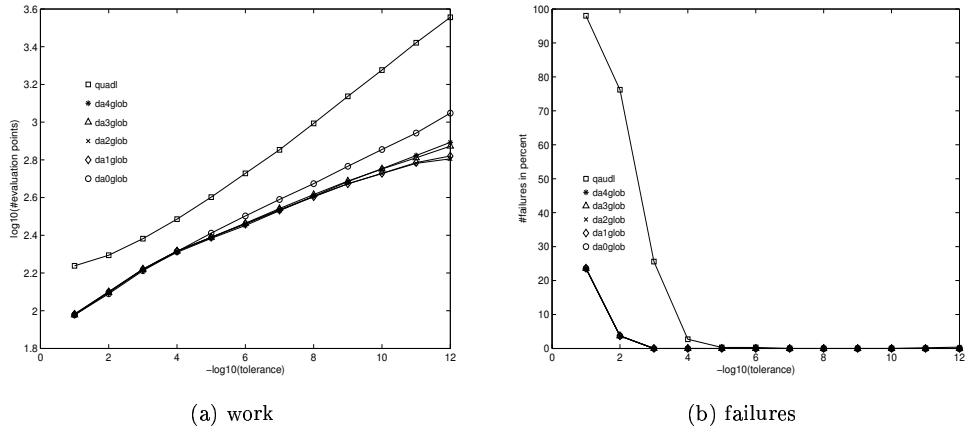 3.6
3.4
3.2
3
2.8
2.6
2.4
2.2
2
1.8
log10(#evaluation points)
quadl
da4glob
da3glob
da2glob
da1glob
da0glob
0 2 4 6 8 10 12
−log10(tolerance)
(a) work
100
90
80
70
60
50
40
30
20
10
0
#failures in percent
qaudl
da4glob
da3glob
da2glob
da1glob
da0glob
0 2 4 6 8 10 12
−log10(tolerance)
(b) failures